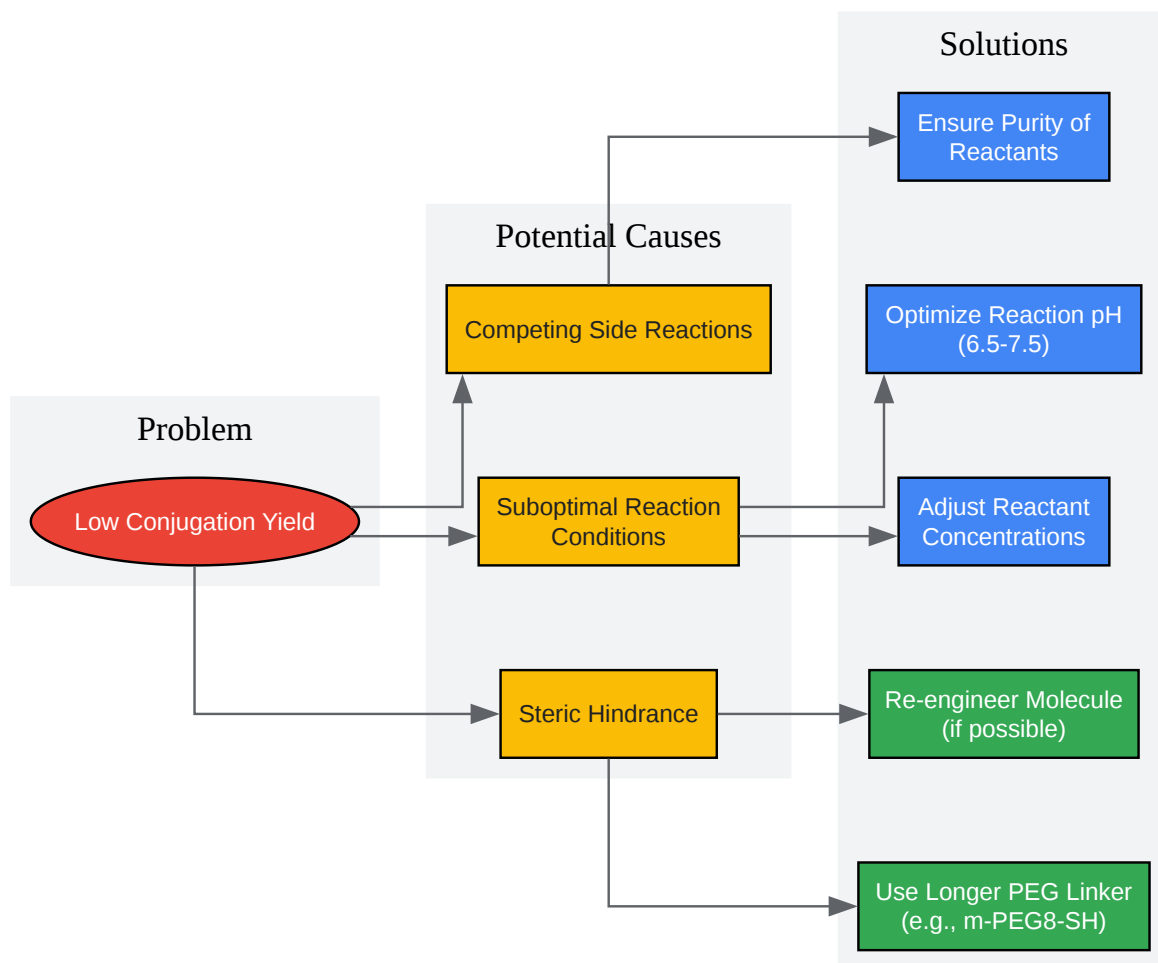 Problem
Low Conjugation Yield
Potential Causes
Competing Side Reactions
Suboptimal Reaction
Conditions
Steric Hindrance
Solutions
Ensure Purity of
Reactants
Optimize Reaction pH
(6.5-7.5)
Adjust Reactant
Concentrations
Re-engineer Molecule
(if possible)
Use Longer PEG Linker
(e.g., m-PEG8-SH)